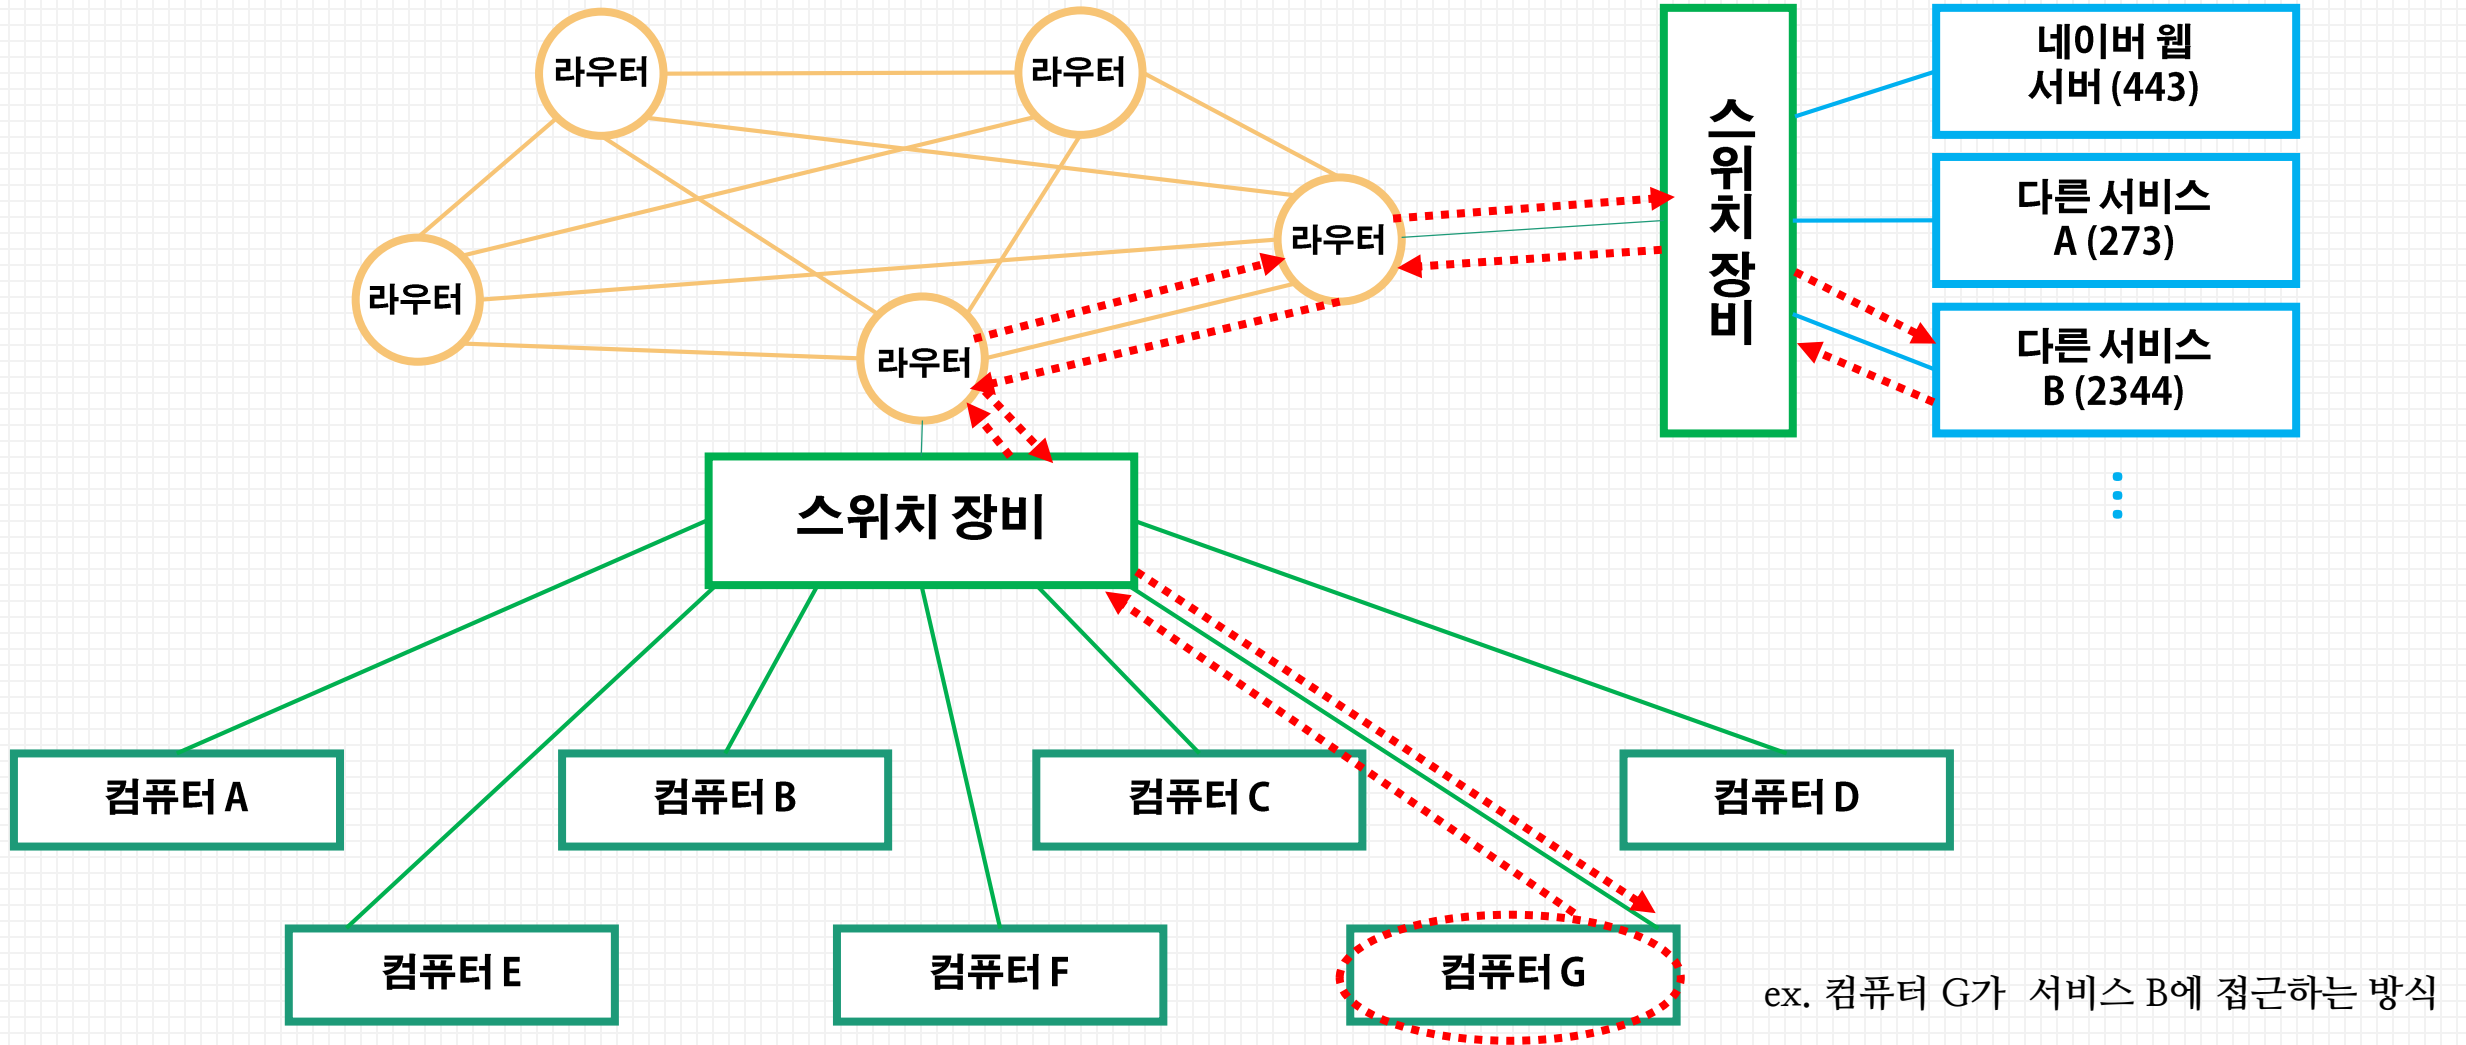 라우터
라우터
라우터
라우터
라우터
스위치 장비
네이버 웹
서버 (443)
다른 서비스
A (273)
다른 서비스
B (2344)
스위치 장비
컴퓨터 A
컴퓨터 B
컴퓨터 C
컴퓨터 D
컴퓨터 E
컴퓨터 F
컴퓨터 G
ex. 컴퓨터 G가 서비스 B에 접근하는 방식